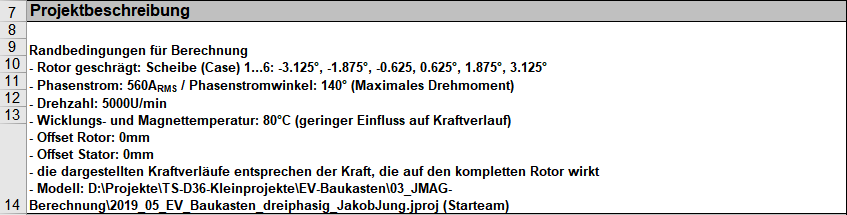 7 Projektbeschreibung
8
9 Randbedingungen für Berechnung
10 - Rotor geschrägt: Scheibe (Case) 1...6: -3.125°, -1.875°, -0.625, 0.625°, 1.875°, 3.125°
11 - Phasenstrom: 560ARMS / Phasenstromwinkel: 140° (Maximales Drehmoment)
12 - Drehzahl: 5000U/min
13 - Wicklungs- und Magnettemperatur: 80°C (geringer Einfluss auf Kraftverlauf)
- Offset Rotor: 0mm
- Offset Stator: 0mm
- die dargestellten Kraftverläufe entsprechen der Kraft, die auf den kompletten Rotor wirkt
- Modell: D:\Projekte\TS-D36-Kleinprojekte\EV-Baukasten\03_JMAG-
14 Berechnung\2019_05_EV_Baukasten_dreiphasig_JakobJung.jproj (Starteam)